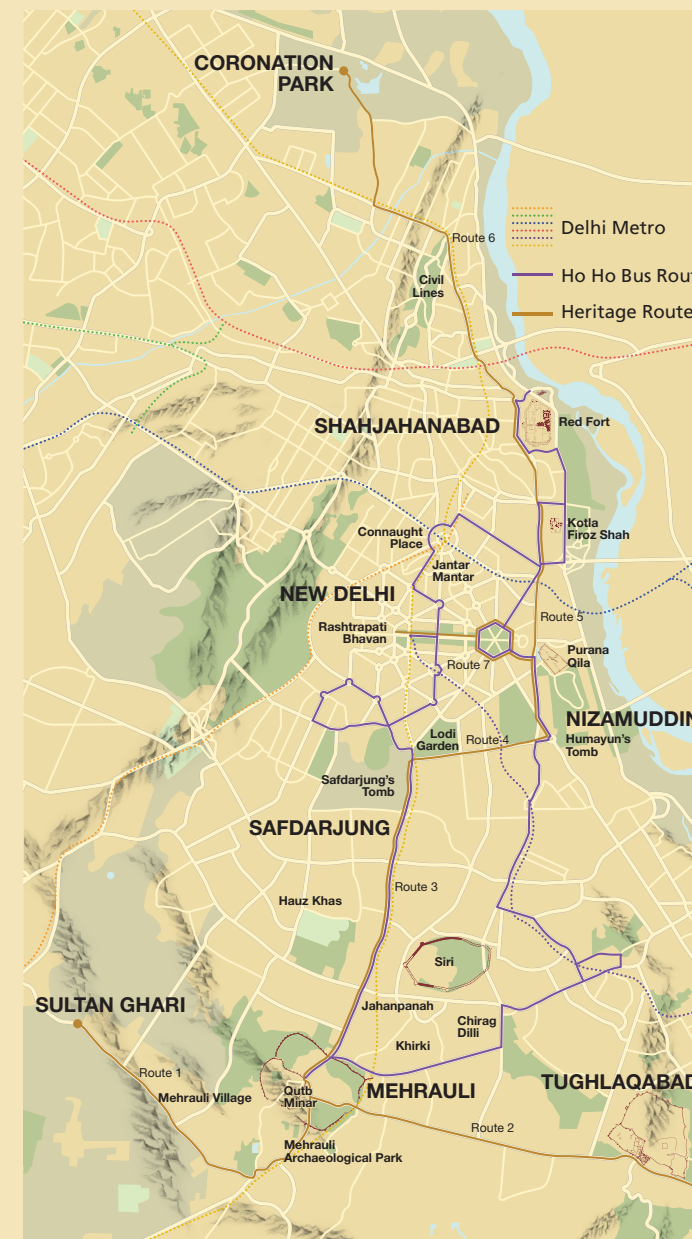 CORONATION
PARK
Route 6
Delhi Metro
Civil
Lines
Ho Ho Bus Rout
Heritage Route
SHAHJAHANABAD
Red Fort
Connaught
Place
Kotla
Firoz Shah
Jantar
Mantar
NEW DELHI
Route 5
Rashtrapati
Bhavan
Purana
Qila
Route 7
NIZAMUDDIN
Lodi
Garden
Route 4
Humayun's
Tomb
Safdarjung's
Tomb
SAFDARJUNG
Route 3
Hauz Khas
Siri
SULTAN GHARI
Jahanpanah
Chirag
Dilli
Khirki
Route 1
Mehrauli Village
Qutb
Minar
MEHRAULI
TUGHLAQABAD
Route 2
Mehrauli
Archaeological Park